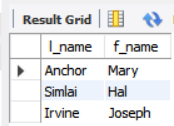 Result Grid
l_name f_name
Anchor Mary
Simlai Hal
Irvine Joseph